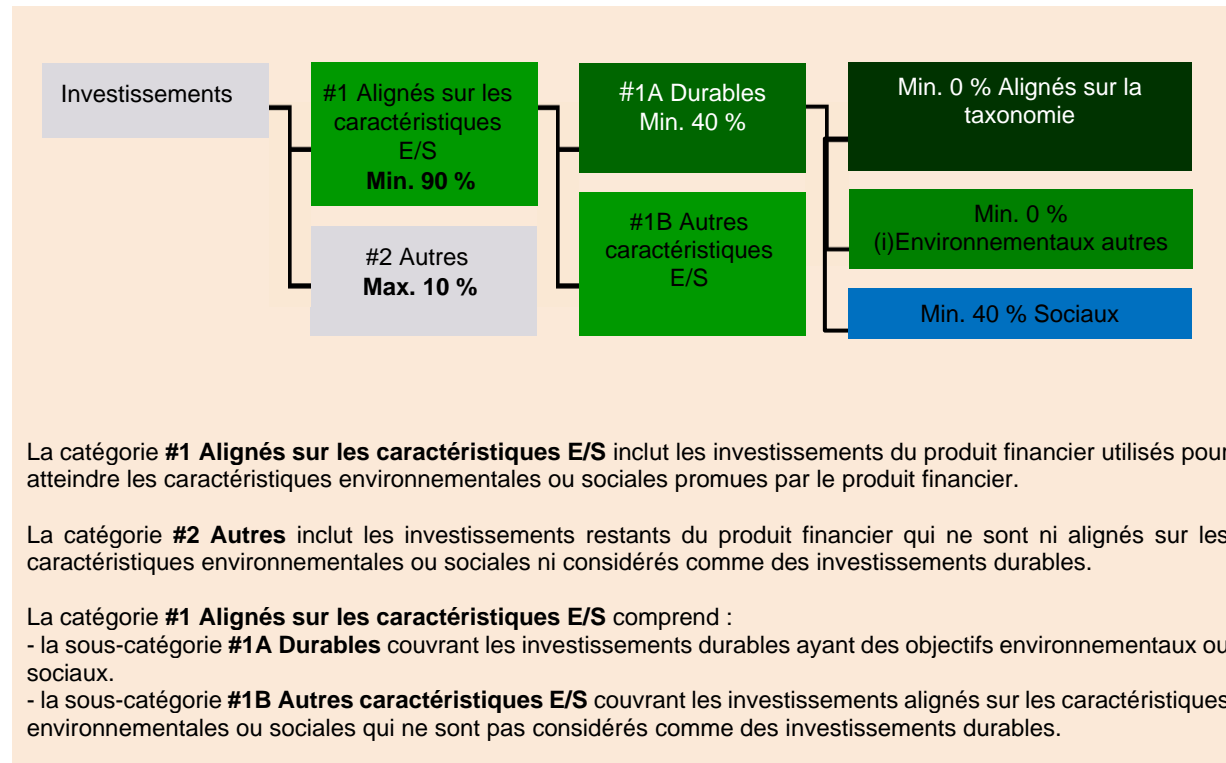 Investissements
#1 Alignés sur les
caractéristiques
E/S
Min. 90 %
#2 Autres
Max. 10 %
#1A Durables
Min. 40 %
#1B Autres
caractéristiques
E/S
Min. 0 % Alignés sur la
taxonomie
Min. 0 %
(i)Environnementaux autres
Min. 40 % Sociaux
La catégorie #1 Alignés sur les caractéristiques E/S inclut les investissements du produit financier utilisés pour
atteindre les caractéristiques environnementales ou sociales promues par le produit financier.
La catégorie #2 Autres inclut les investissements restants du produit financier qui ne sont ni alignés sur les
caractéristiques environnementales ou sociales ni considérés comme des investissements durables.
La catégorie #1 Alignés sur les caractéristiques E/S comprend :
- la sous-catégorie #1A Durables couvrant les investissements durables ayant des objectifs environnementaux ou
sociaux.
- la sous-catégorie #1B Autres caractéristiques E/S couvrant les investissements alignés sur les caractéristiques
environnementales ou sociales qui ne sont pas considérés comme des investissements durables.